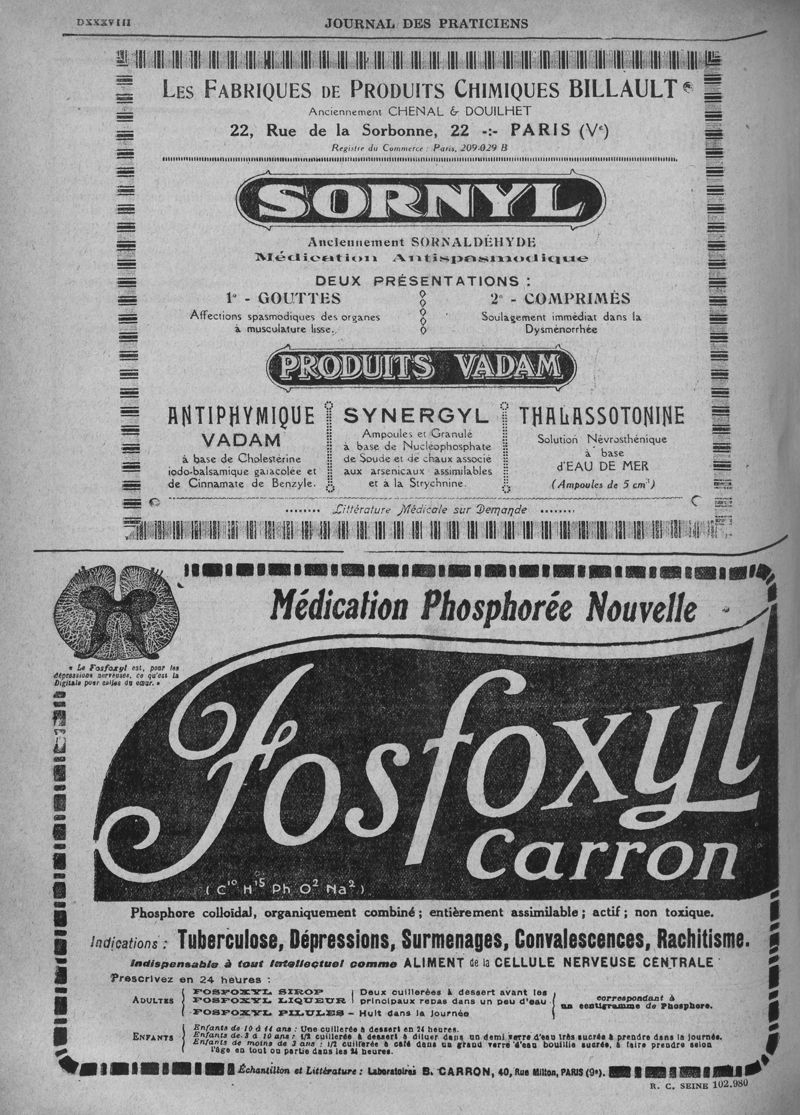 DXXXVIII
JOURNAL DES PRATICIENS
LES FABRIQUES DE PRODUITS CHIMIQUES BILLAULT
Anciennement CHENAL & DOUILHET
22, Rue de la Sorbonne, 22 -:- PARIS (Ve)
Registre du Commerce : Paris, 209-029 B
SORNYL
Anciennement SORNALDÉHYDE
Médication Antispasmodique
DEUX PRÉSENTATIONS :
1° - GOUTTES
Affections spasmodiques des organes
à musculature lisse.
2° - COMPRIMÉS
Soulagement immédiat dans la
Dysménorrhée
PRODUITS VADAM
ANTIPHYMIQUE
VADAM
à base de Cholestérine
iodo-balsamique gaïacolée et
de Cinnamate de Benzyle.
SYNERGYL
Ampoules et Granulé
à base de Nucléophosphate
de Soude et de chaux associé
aux arsenicaux assimilables
et à la Strychnine.
THALASSOTONINE
Solution Névrosthénique
à base
d'EAU DE MER
(Ampoules de 5 cm³)
Littérature Médicale sur Demande
Médication Phosphorée Nouvelle
« Le Fosfoxyl est, pour les
dépressions nerveuses, ce qu'est la
Digitale pour celles du cœur. »
Fosfoxyl
Carron
(C¹⁰ H¹⁵ Ph O² Na²)
Phosphore colloïdal, organiquement combiné ; entièrement assimilable ; actif ; non toxique.
Indications : Tuberculose, Dépressions, Surmenages, Convalescences, Rachitisme.
Indispensable à tout intellectuel comme ALIMENT de la CELLULE NERVEUSE CENTRALE
Prescrivez en 24 heures :
ADULTES
FOSFOXYL SIROP
FOSFOXYL LIQUEUR
Deux cuillerées à dessert avant les
principaux repas dans un peu d'eau
FOSFOXYL PILULES – Huit dans la journée
correspondant à
un centigramme de Phosphore.
ENFANTS
Enfants de 10 à 14 ans : Une cuillerée à dessert en 24 heures.
Enfants de 3 à 10 ans : 1/2 cuillerée à dessert à diluer dans un demi verre d'eau très sucrée à prendre dans la journée.
Enfants de moins de 3 ans : 1/2 cuillerée à café dans un grand verre d'eau bouillie sucrée, à faire prendre selon
l'âge en tout ou partie dans les 24 heures.
Échantillon et Littérature : Laboratoires B. CARRON, 40, Rue Milton, PARIS (9e).
R. C. SEINE 102.980